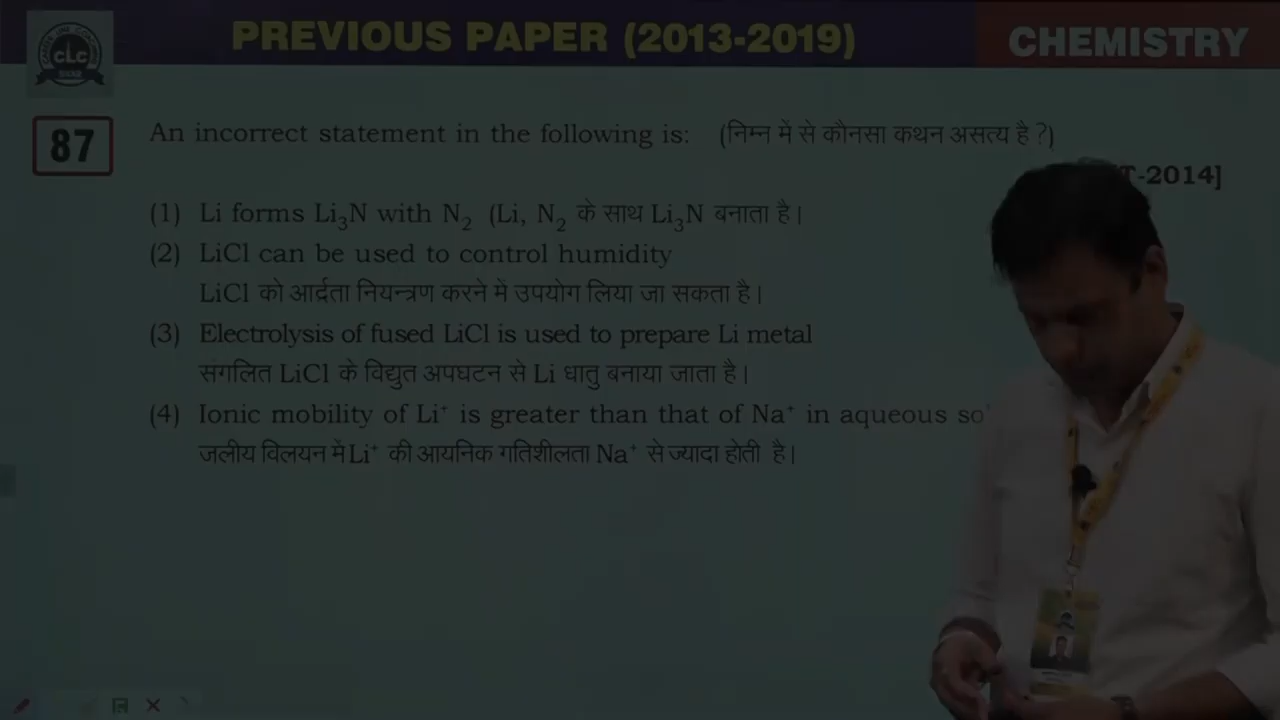 CLC
SIKAR
PREVIOUS PAPER (2013-2019)
CHEMISTRY
87
An incorrect statement in the following is: (निम्न में से कौनसा कथन असत्य है ?)
T-2014]
(1) Li forms Li₃N with N₂ (Li, N₂ के साथ Li₃N बनाता है।
(2) LiCl can be used to control humidity
LiCl को आर्द्रता नियन्त्रण करने में उपयोग लिया जा सकता है।
(3) Electrolysis of fused LiCl is used to prepare Li metal
संगलित LiCl के विद्युत अपघटन से Li धातु बनाया जाता है।
(4) Ionic mobility of Li⁺ is greater than that of Na⁺ in aqueous
जलीय विलयन में Li⁺ की आयनिक गतिशीलता Na⁺ से ज्यादा होती है।